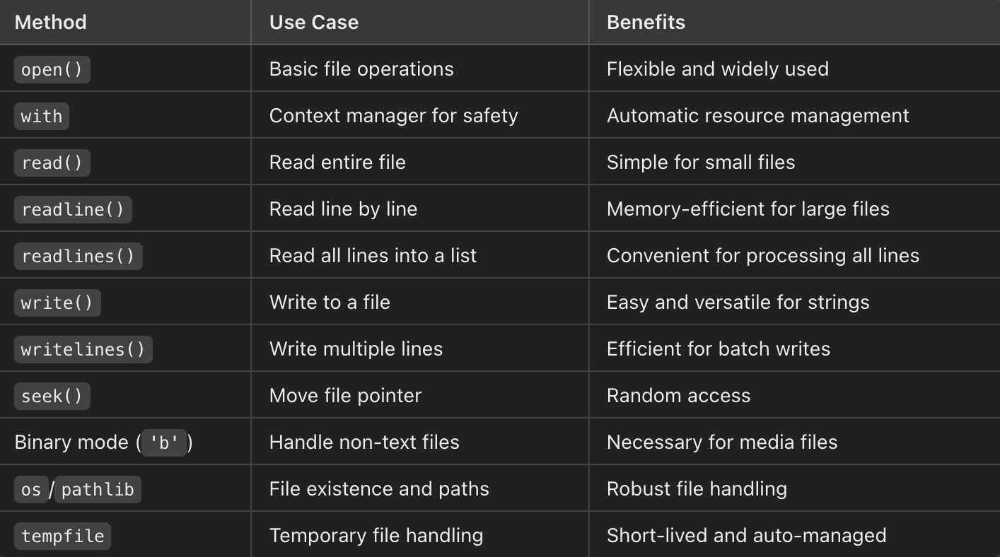 Method Use Case Benefits
open() Basic file operations Flexible and widely used
with Context manager for safety Automatic resource management
read() Read entire file Simple for small files
readline() Read line by line Memory-efficient for large files
readlines() Read all lines into a list Convenient for processing all lines
write() Write to a file Easy and versatile for strings
writelines() Write multiple lines Efficient for batch writes
seek() Move file pointer Random access
Binary mode ('b') Handle non-text files Necessary for media files
os/pathlib File existence and paths Robust file handling
tempfile Temporary file handling Short-lived and auto-managed